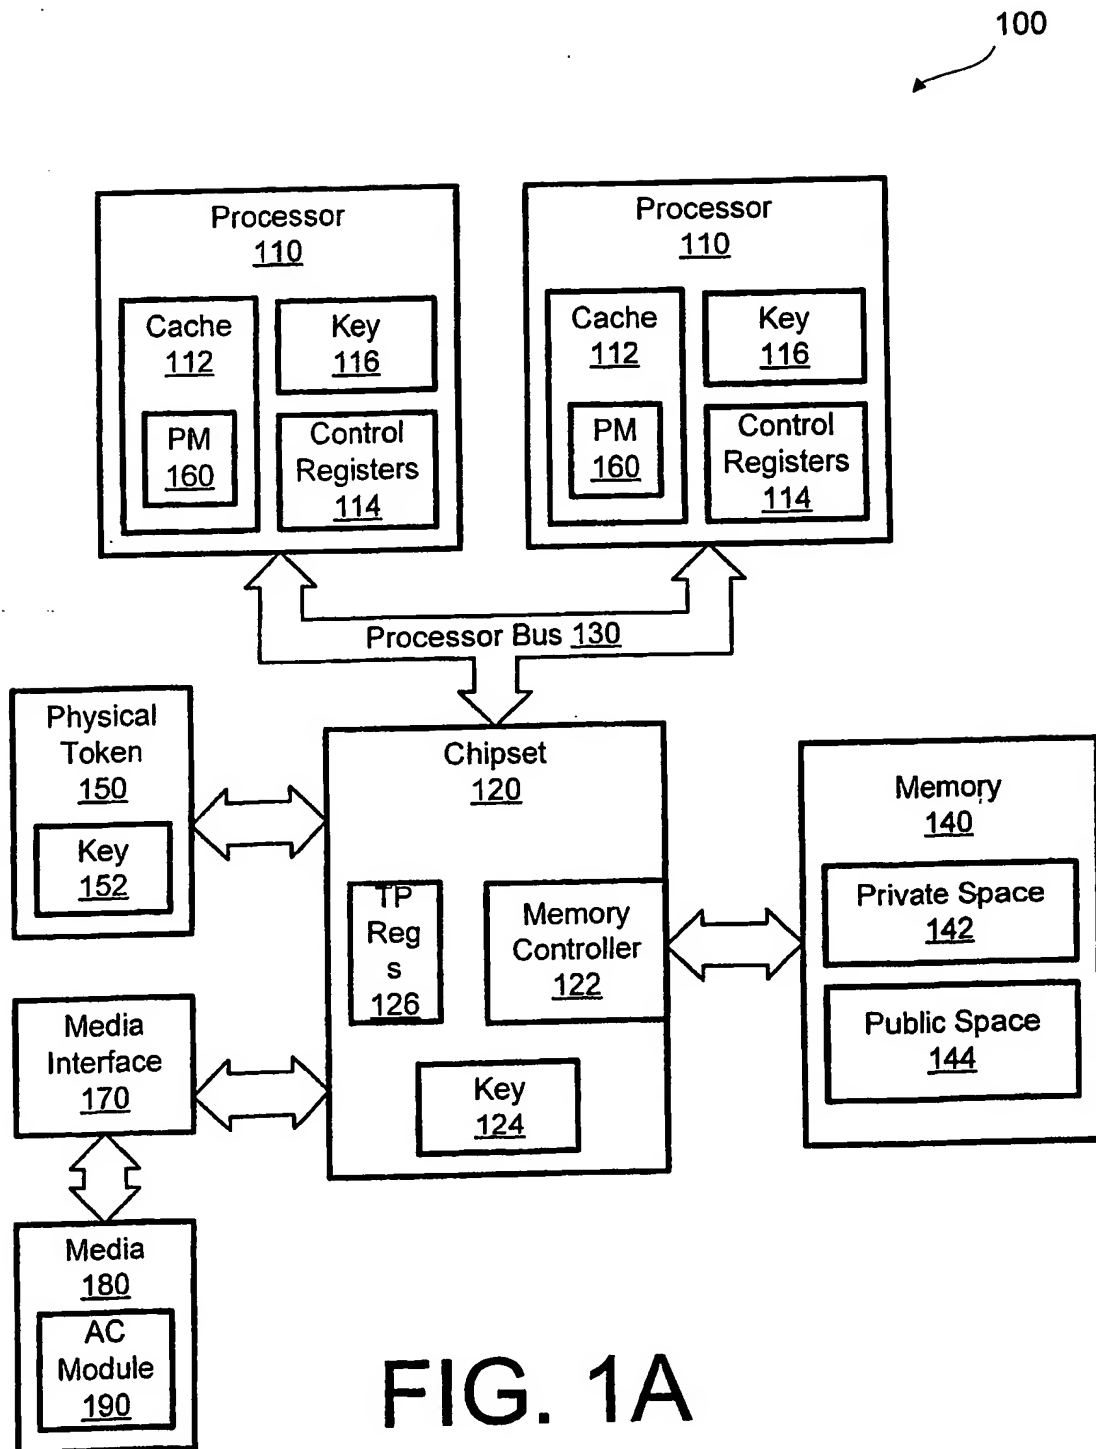 100
Processor
110
Cache
112
PM
160
Key
116
Control
Registers
114
Processor
110
Cache
112
PM
160
Key
116
Control
Registers
114
Processor Bus 130
Physical
Token
150
Key
152
Chipset
120
TP
Reg
s
126
Memory
Controller
122
Key
124
Memory
140
Private Space
142
Public Space
144
Media
Interface
170
Media
180
AC
Module
190
FIG. 1A